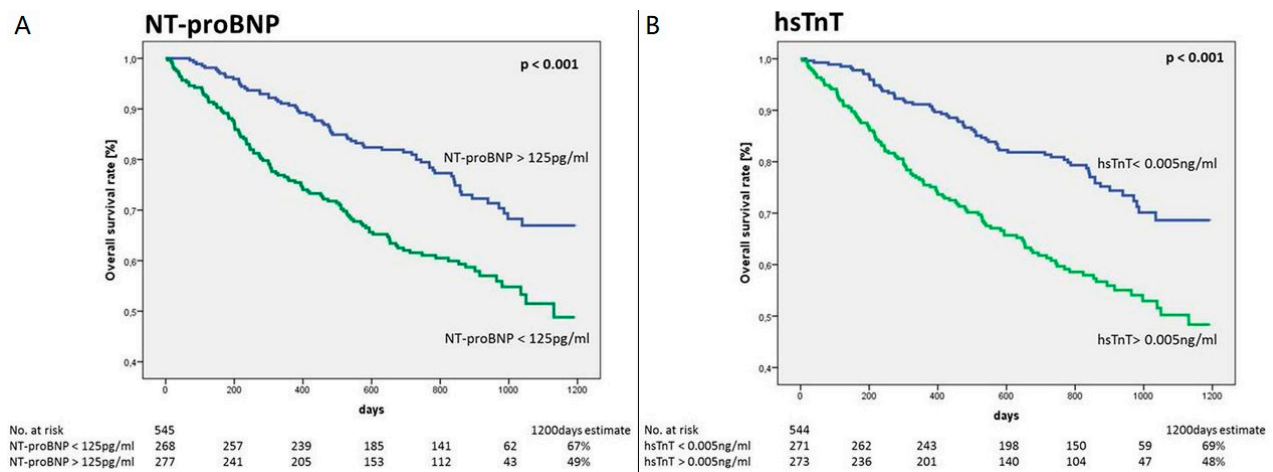 A
NT-proBNP
p < 0.001
Overall survival rate [%]
1,0
0,9
0,8
0,7
0,6
0,5
0,4
NT-proBNP > 125pg/ml
NT-proBNP < 125pg/ml
0 200 400 600 800 1000 1200
days
No. at risk 545 1200days estimate
NT-proBNP < 125pg/ml 268 257 239 185 141 62 67%
NT-proBNP > 125pg/ml 277 241 205 153 112 43 49%
B
hsTnT
p < 0.001
Overall survival rate [%]
1,0
0,9
0,8
0,7
0,6
0,5
0,4
hsTnT< 0.005ng/ml
hsTnT> 0.005ng/ml
0 200 400 600 800 1000 1200
days
No. at risk 544 1200days estimate
hsTnT < 0.005ng/ml 271 262 243 198 150 59 69%
hsTnT > 0.005ng/ml 273 236 201 140 104 47 48%